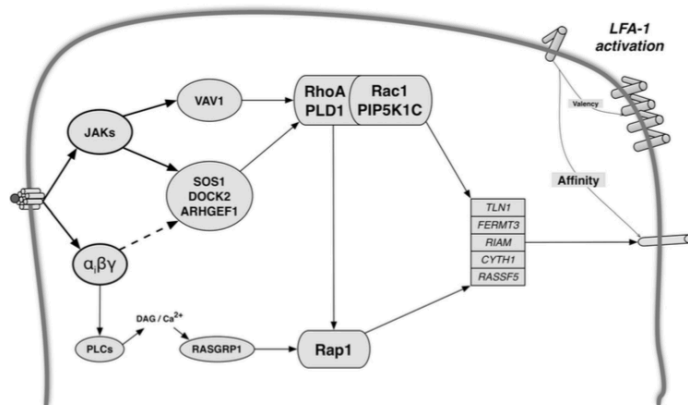 LFA-1
activation
VAV1
RhoA
PLD1
Rac1
PIP5K1C
Valency
JAKs
SOS1
DOCK2
ARHGEF1
Affinity
TLN1
FERMT3
RIAM
CYTH1
RASSF5
αᵢβγ
DAG / Ca²⁺
PLCs
RASGRP1
Rap1